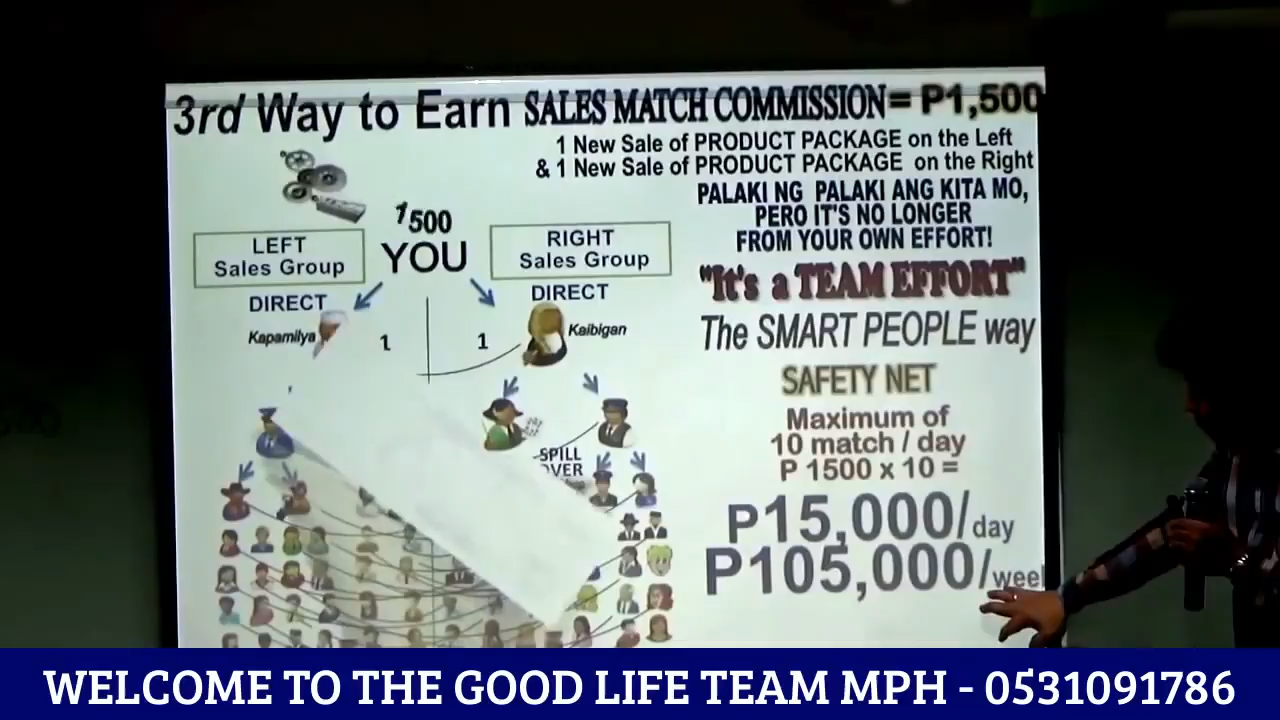 3rd Way to Earn SALES MATCH COMMISSION = P1,500
1 New Sale of PRODUCT PACKAGE on the Left
& 1 New Sale of PRODUCT PACKAGE on the Right
PALAKI NG PALAKI ANG KITA MO,
PERO IT'S NO LONGER
FROM YOUR OWN EFFORT!
"It's a TEAM EFFORT"
The SMART PEOPLE way
SAFETY NET
Maximum of
10 match / day
P 1500 x 10 =
P15,000/day
P105,000/wee
1500
YOU
LEFT
Sales Group
RIGHT
Sales Group
DIRECT
DIRECT
Kapamilya
1
1
Kaibigan
SPILL
OVER
WELCOME TO THE GOOD LIFE TEAM MPH - 0531091786